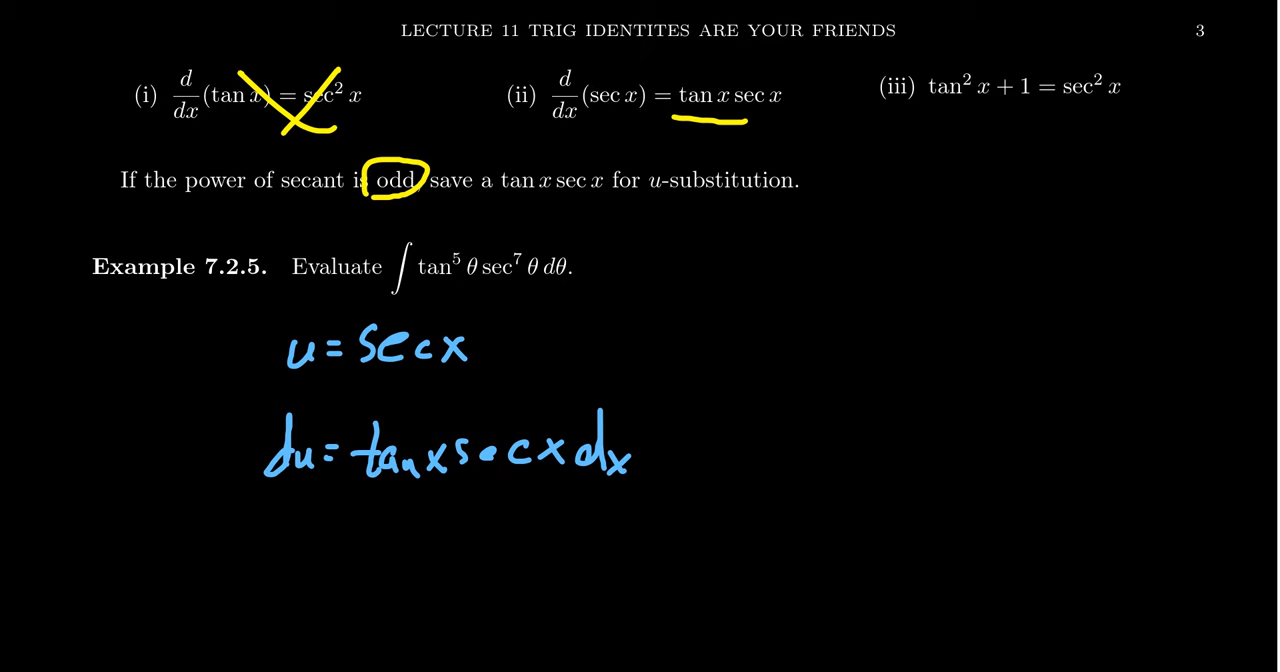 LECTURE 11 TRIG IDENTITES ARE YOUR FRIENDS 3
(i) d/dx (tan x) = sec² x (ii) d/dx (sec x) = tan x sec x (iii) tan² x + 1 = sec² x
If the power of secant is odd, save a tan x sec x for u-substitution.
Example 7.2.5. Evaluate ∫ tan⁵ θ sec⁷ θ dθ.
u = sec x
du = tan x sec x dx